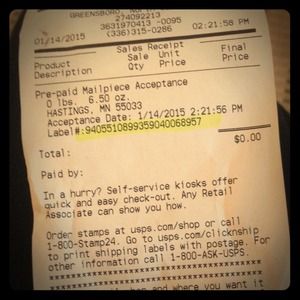 GREENSBORO,
274092213
3631970413 -0095
01/14/2015 (336)315-0286 02:21:58 PM
Sales Receipt
Product Sale Unit Final
Description Qty Price Price
Pre-paid Mailpiece Acceptance
0 lbs. 6.50 oz.
HASTINGS, MN 55033
Acceptance Date: 1/14/2015 2:21:56 PM
Label#:9405510899359040068957
$0.00
Total:
Paid by:
In a hurry? Self-service kiosks offer
quick and easy check-out. Any Retail
Associate can show you how.
Order stamps at usps.com/shop or call
1-800-Stamp24. Go to usps.com/clicknship
to print shipping labels with postage. For
other information call 1-800-ASK-USPS.
and where you want it